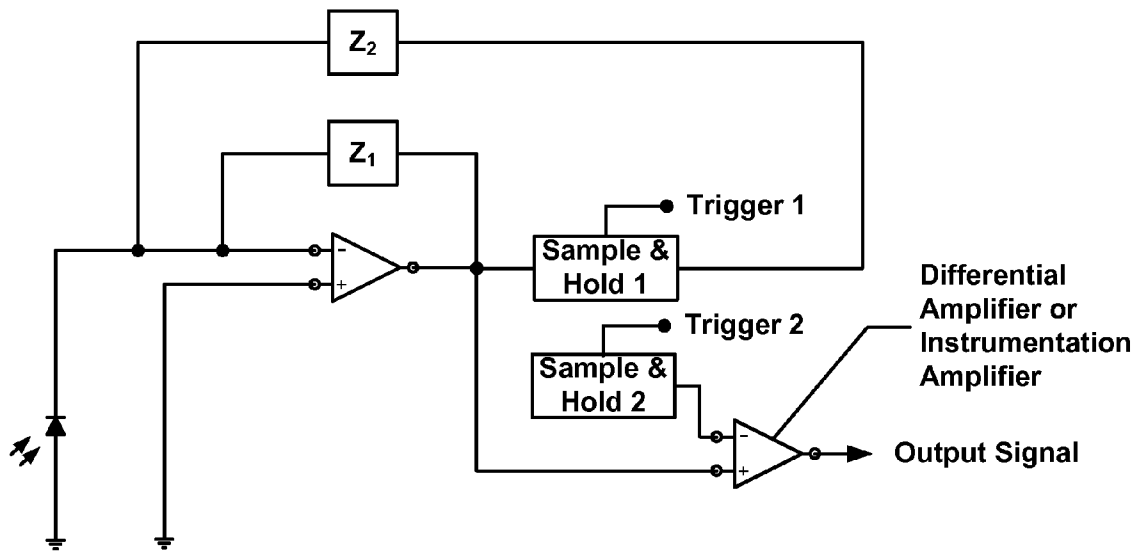 Z₂
Z₁
Trigger 1
Sample &
Hold 1
Trigger 2
Sample &
Hold 2
Differential
Amplifier or
Instrumentation
Amplifier
-
+
-
+
Output Signal